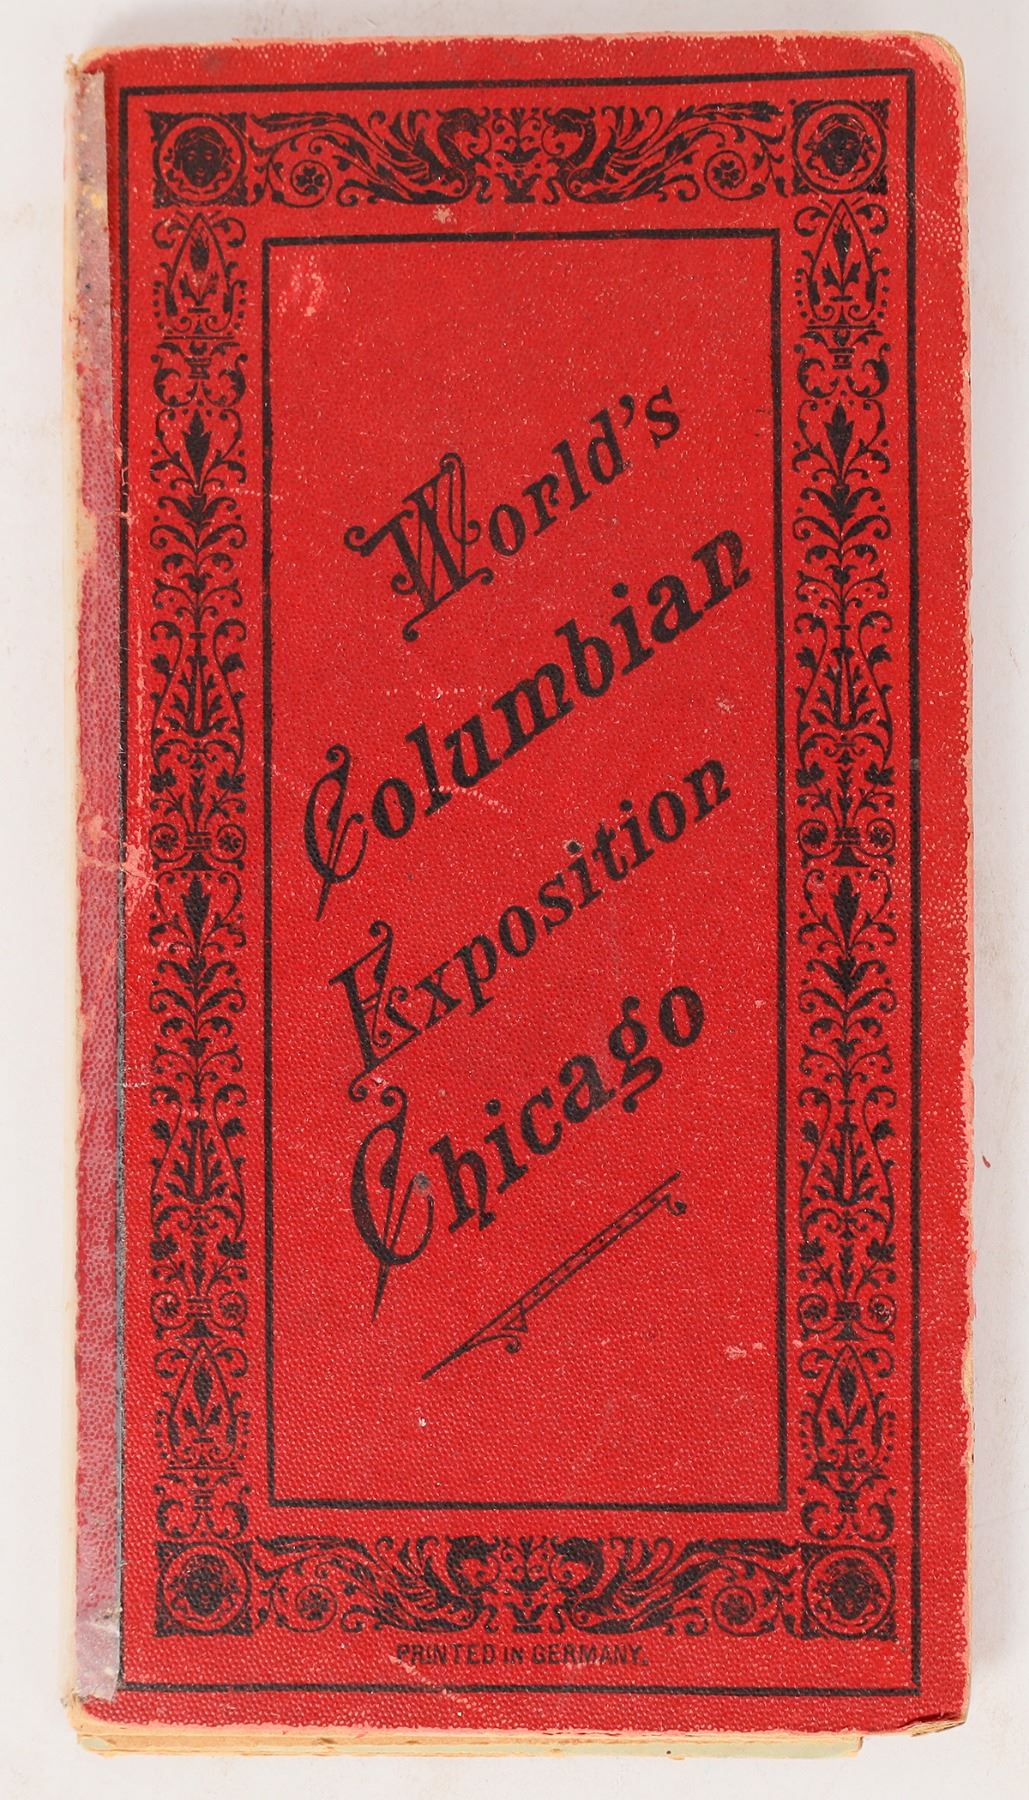 World's
Columbian
Exposition
Chicago
PRINTED IN GERMANY.